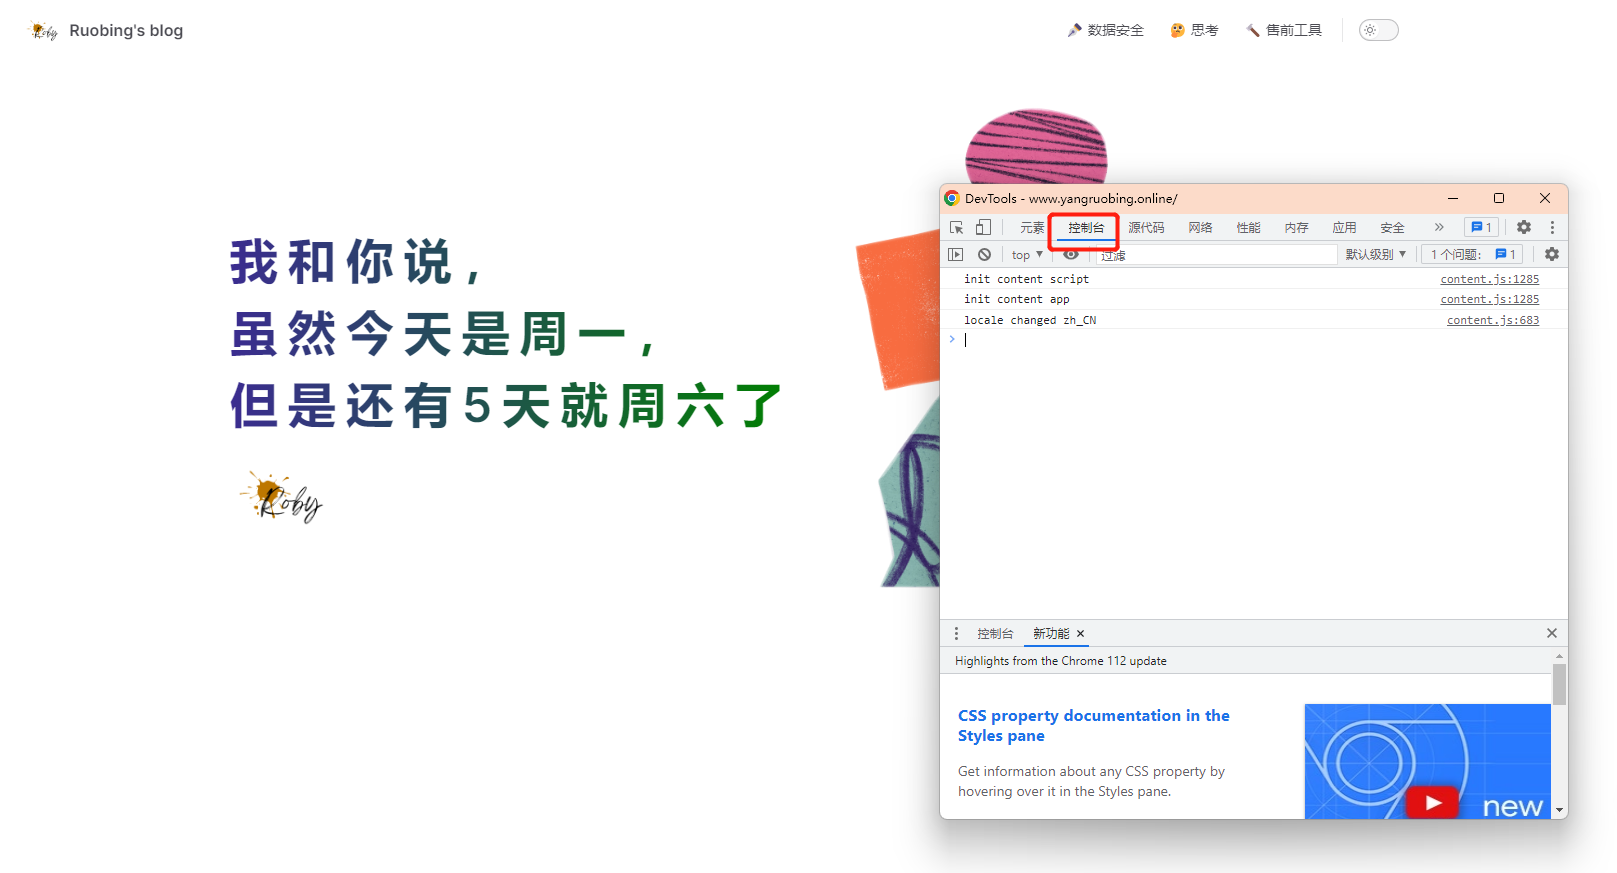 Roby Ruobing's blog
数据安全 思考 售前工具
我和你说，
虽然今天是周一，
但是还有5天就周六了
Roby
DevTools - www.yangruobing.online/
元素 控制台 源代码 网络 性能 内存 应用 安全 » 1
top 过滤 默认级别 1 个问题: 1
init content script content.js:1285
init content app content.js:1285
locale changed zh_CN content.js:683
控制台 新功能
Highlights from the Chrome 112 update
CSS property documentation in the
Styles pane
Get information about any CSS property by
hovering over it in the Styles pane.
new